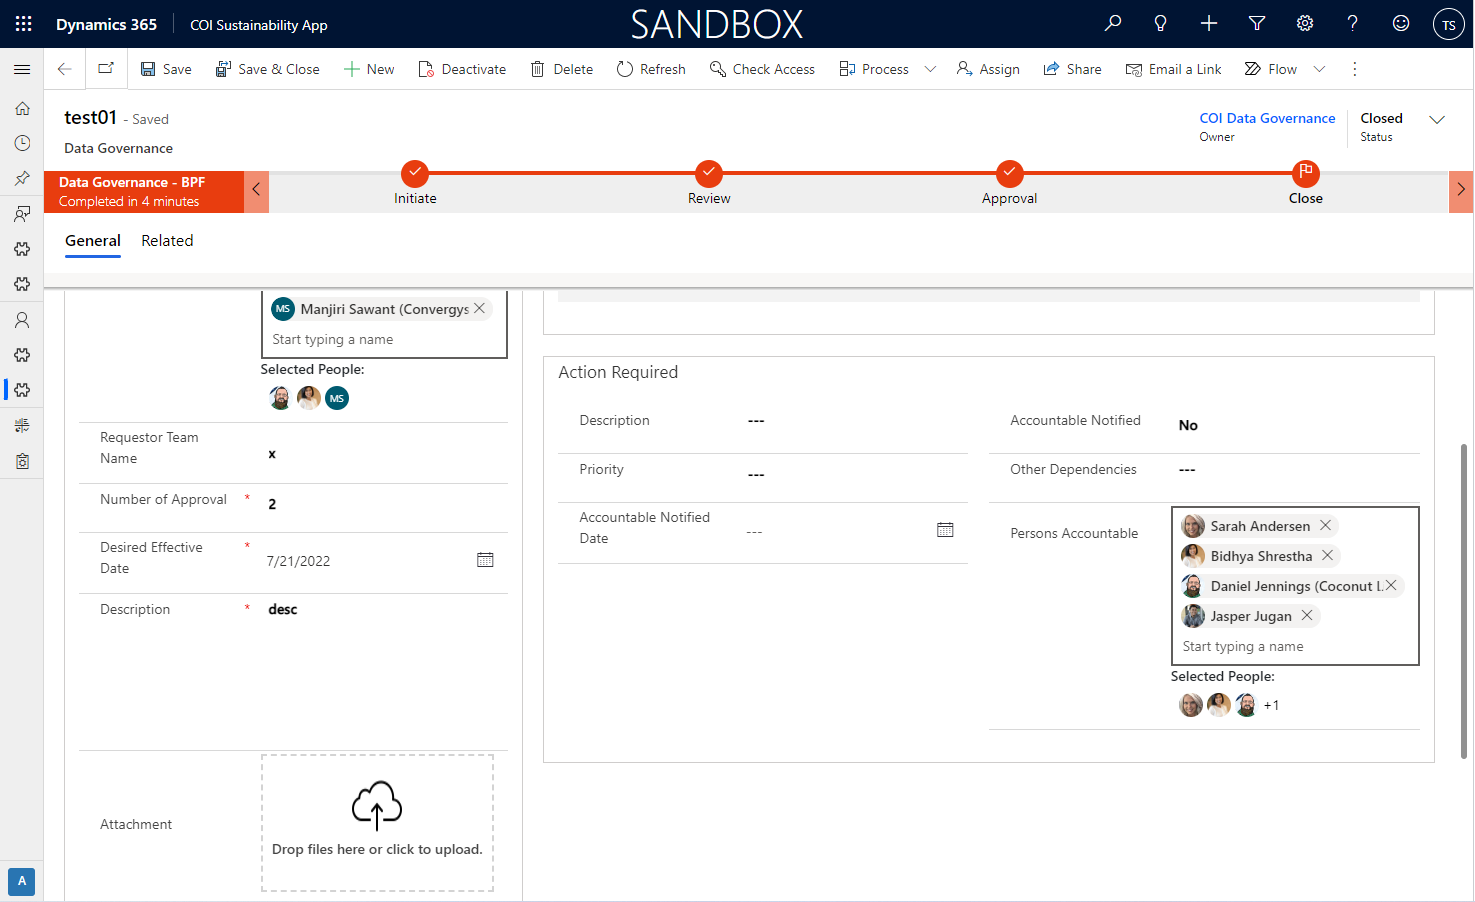 Dynamics 365
COI Sustainability App
SANDBOX
TS
Save
Save & Close
New
Deactivate
Delete
Refresh
Check Access
Process
Assign
Share
Email a Link
Flow
test01 - Saved
Data Governance
COI Data Governance
Owner
Closed
Status
Data Governance - BPF
Completed in 4 minutes
Initiate
Review
Approval
Close
General
Related
MS
Manjiri Sawant (Convergys
Start typing a name
Selected People:
MS
Requestor Team
Name
x
Number of Approval *
2
Desired Effective
Date
*
7/21/2022
Description *
desc
Attachment
Drop files here or click to upload.
Action Required
Description
---
Priority
---
Accountable Notified
Date
---
Accountable Notified
No
Other Dependencies
---
Persons Accountable
Sarah Andersen
Bidhya Shrestha
Daniel Jennings (Coconut I.
Jasper Jugan
Start typing a name
Selected People:
+1
A